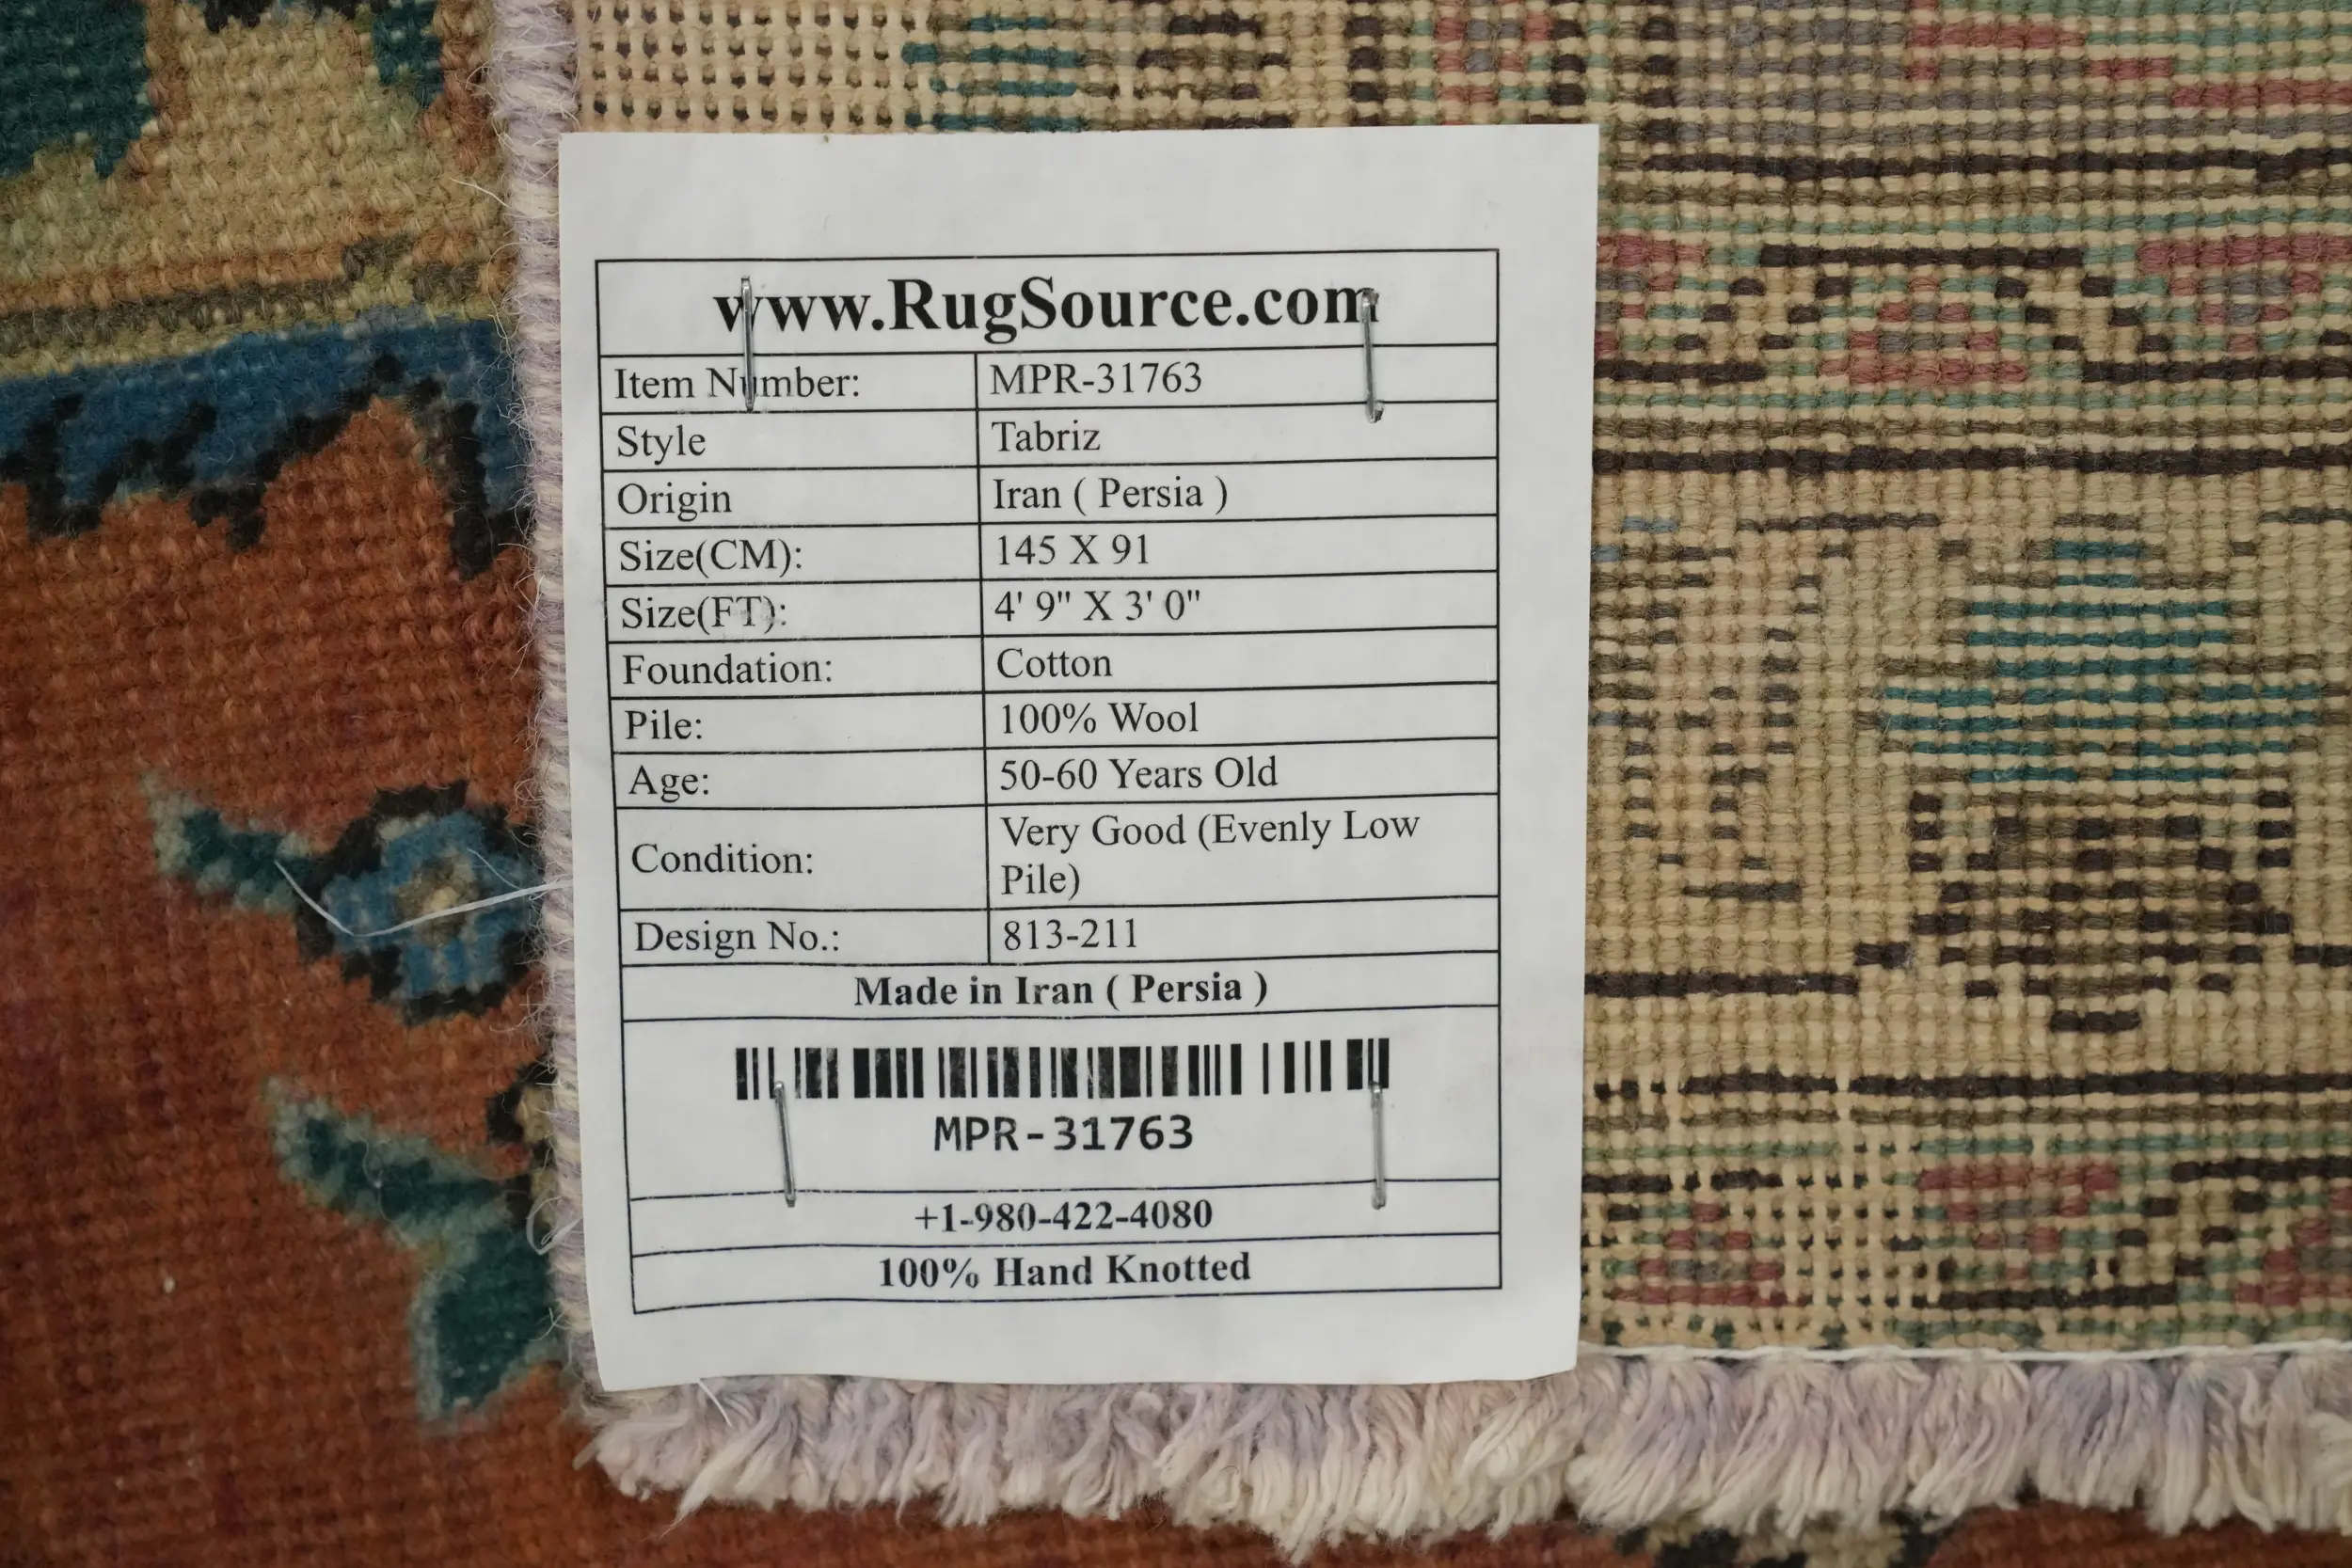 www.RugSource.com
Item Number: MPR-31763
Style Tabriz
Origin Iran ( Persia )
Size(CM): 145 X 91
Size(FT): 4' 9" X 3' 0"
Foundation: Cotton
Pile: 100% Wool
Age: 50-60 Years Old
Condition: Very Good (Evenly Low
Pile)
Design No.: 813-211
Made in Iran ( Persia )
MPR-31763
+1-980-422-4080
100% Hand Knotted